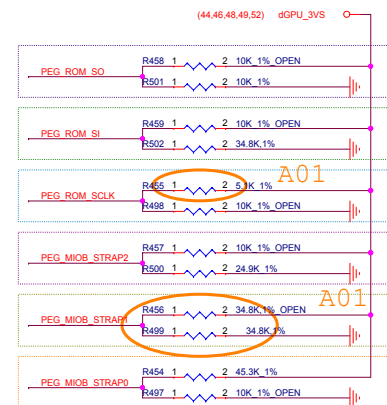 (44,46,48,49,52) dGPU_3VS
R458 1 2 10K_1%_OPEN
PEG_ROM_SO
R501 1 2 10K_1%
R459 1 2 10K_1%_OPEN
PEG_ROM_SI
R502 1 2 34.8K,1%
A01
R455 1 2 5.1K_1%
PEG_ROM_SCLK
R498 1 2 10K_1%_OPEN
R457 1 2 10K_1%_OPEN
PEG_MIOB_STRAP2
R500 1 2 24.9K_1%
A01
R456 1 2 34.8K,1%_OPEN
PEG_MIOB_STRAP1
R499 1 2 34.8K,1%
R454 1 2 45.3K_1%
PEG_MIOB_STRAP0
R497 1 2 10K_1%_OPEN